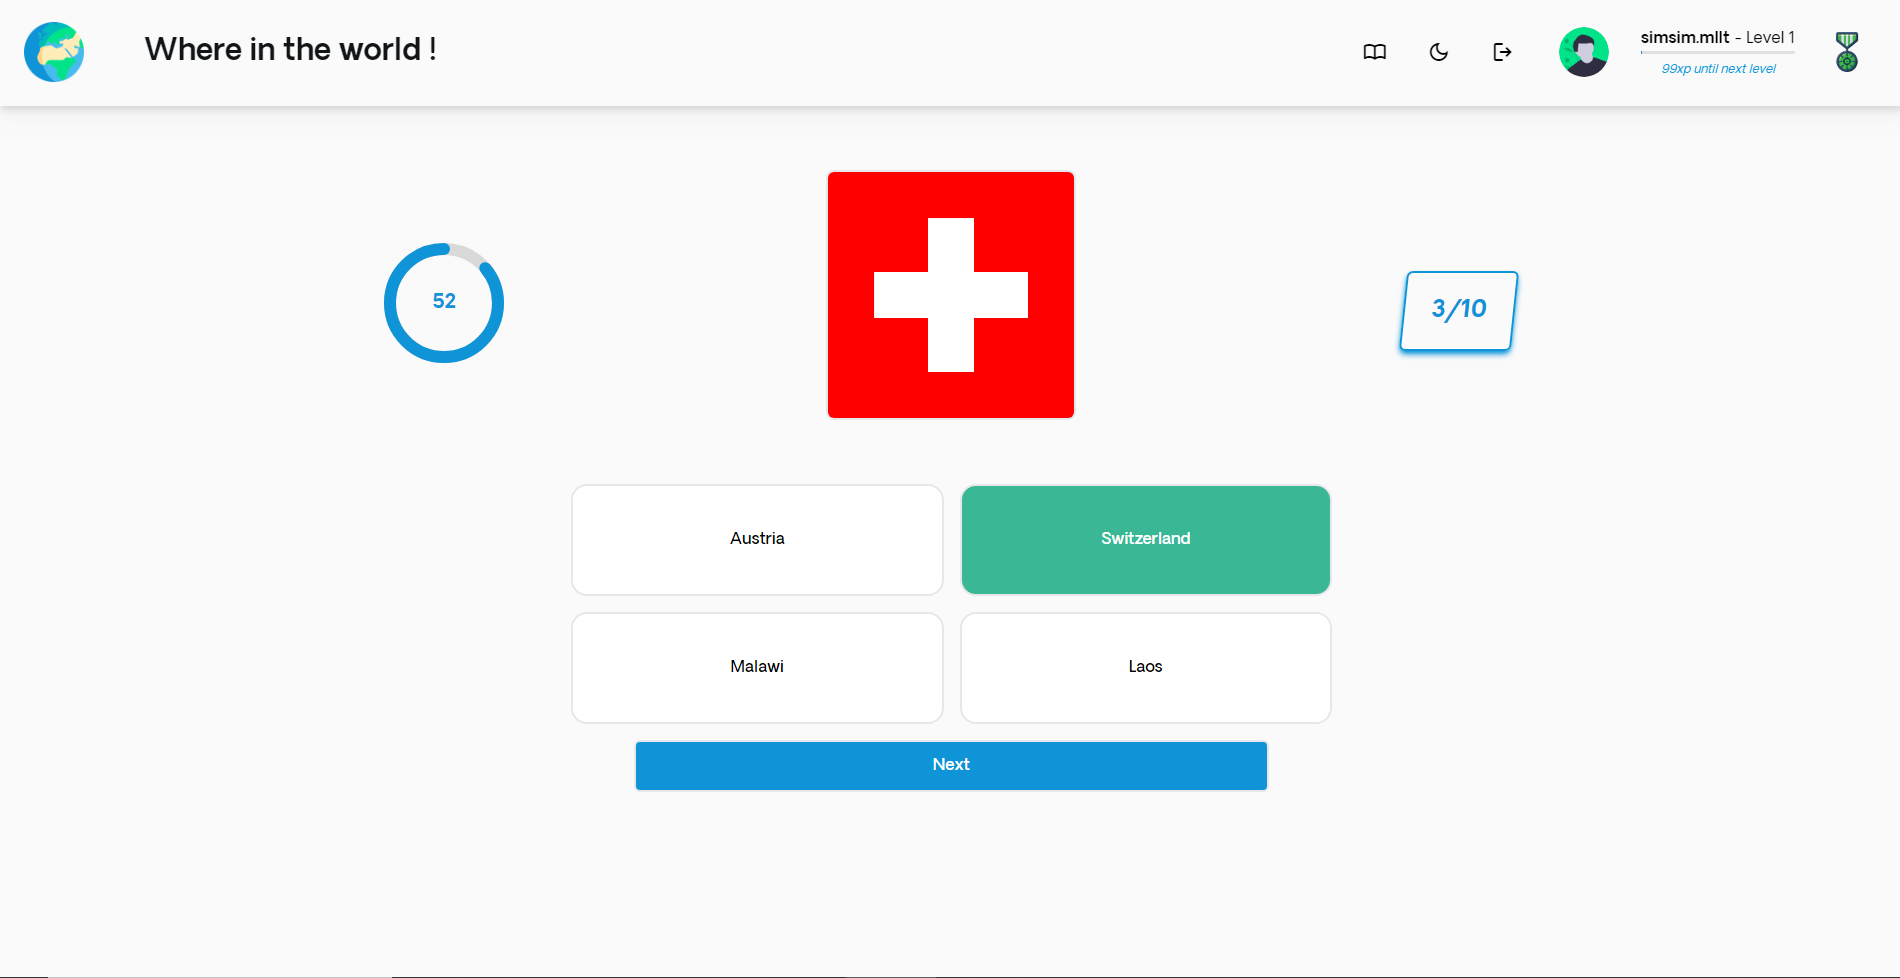 Where in the world !
simsim.mllt - Level 1
99xp until next level
52
3/10
Austria
Switzerland
Malawi
Laos
Next